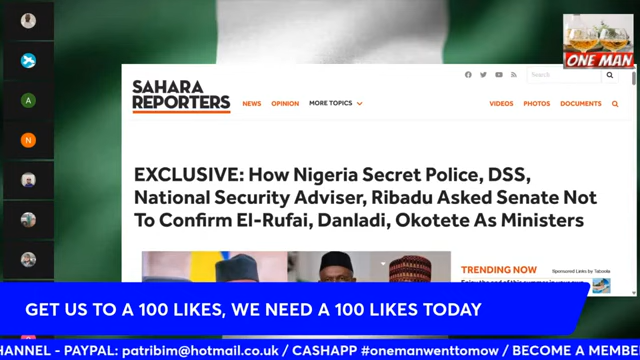 ONE MAN
SAHARA
REPORTERS
NEWS
OPINION
MORE TOPICS
Search
VIDEOS
PHOTOS
DOCUMENTS
EXCLUSIVE: How Nigeria Secret Police, DSS,
National Security Adviser, Ribadu Asked Senate Not
To Confirm El-Rufai, Danladi, Okotete As Ministers
TRENDING NOW
Sponsored Links by Taboola
A
N
GET US TO A 100 LIKES, WE NEED A 100 LIKES TODAY
HANNEL - PAYPAL: patribim@hotmail.co.uk / CASHAPP #onemanwenttomow / BECOME A MEMBE